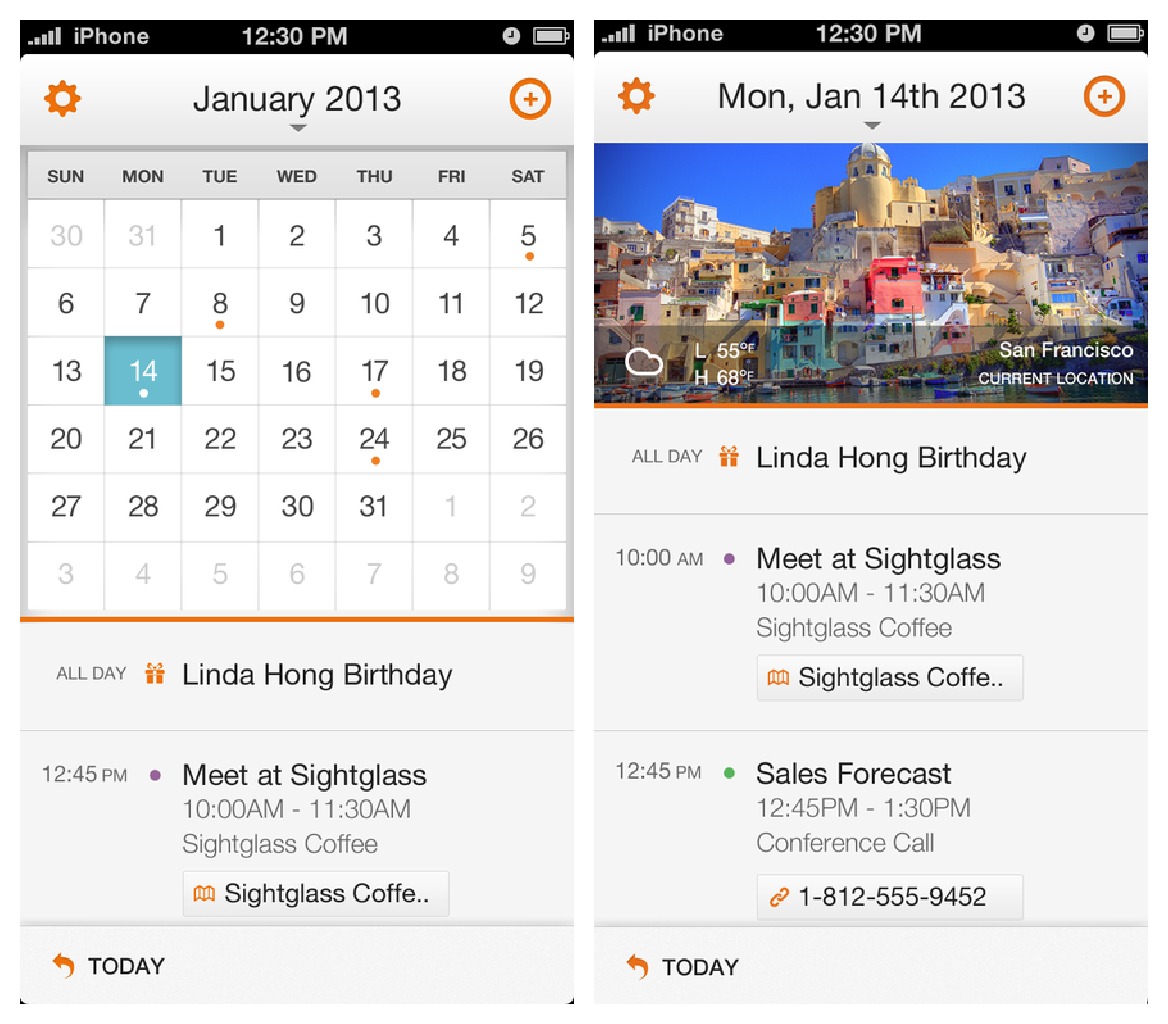 iPhone 12:30 PM
January 2013
SUN MON TUE WED THU FRI SAT
30 31 1 2 3 4 5
6 7 8 9 10 11 12
13 14 15 16 17 18 19
20 21 22 23 24 25 26
27 28 29 30 31 1 2
3 4 5 6 7 8 9
ALL DAY Linda Hong Birthday
12:45 PM Meet at Sightglass
10:00AM - 11:30AM
Sightglass Coffee
Sightglass Coffe..
TODAY
iPhone 12:30 PM
Mon, Jan 14th 2013
L 55°F
H 68°F
San Francisco
CURRENT LOCATION
ALL DAY Linda Hong Birthday
10:00 AM Meet at Sightglass
10:00AM - 11:30AM
Sightglass Coffee
Sightglass Coffe..
12:45 PM Sales Forecast
12:45PM - 1:30PM
Conference Call
1-812-555-9452
TODAY